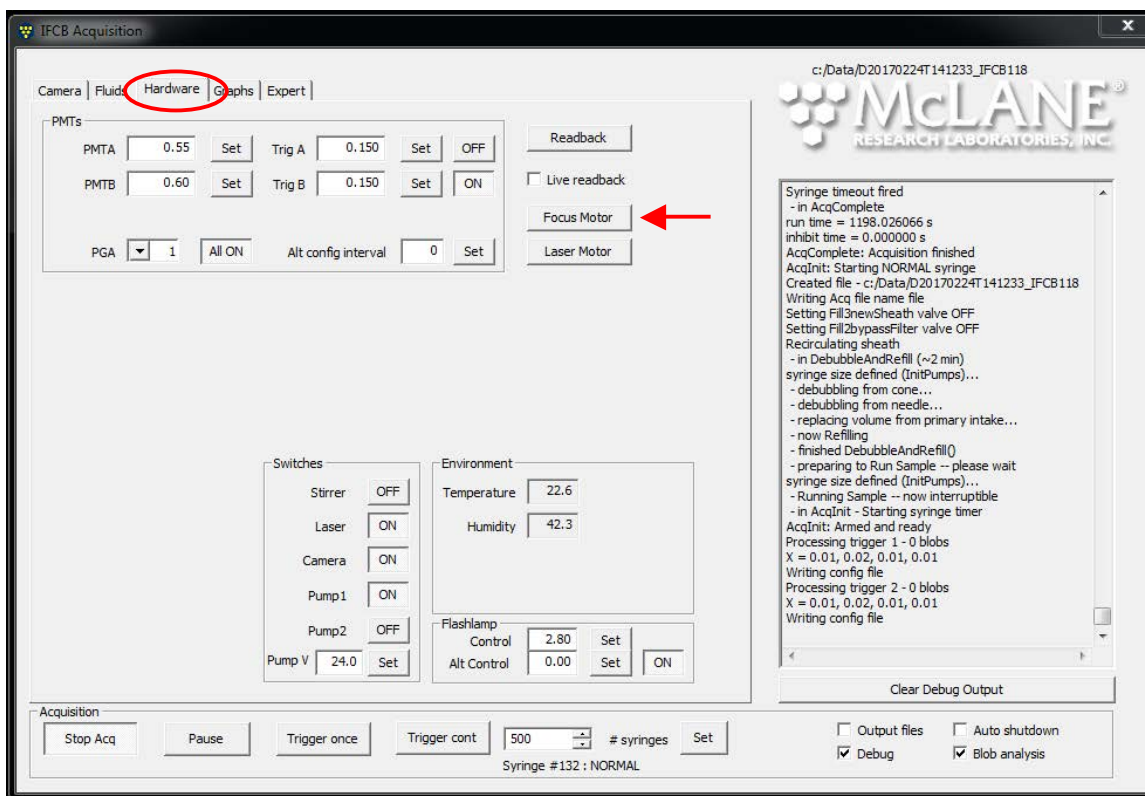 IFCB Acquisition
X
c:/Data/D20170224T141233_IFCB118
Camera Fluids Hardware Graphs Expert
McLANE®
RESEARCH LABORATORIES, INC.
PMTs
PMTA 0.55 Set Trig A 0.150 Set OFF
PMTB 0.60 Set Trig B 0.150 Set ON
PGA 1 All ON Alt config interval 0 Set
Readback
Live readback
Focus Motor
Laser Motor
Switches
Stirrer OFF
Laser ON
Camera ON
Pump1 ON
Pump2 OFF
Pump V 24.0 Set
Environment
Temperature 22.6
Humidity 42.3
Flashlamp
Control 2.80 Set
Alt Control 0.00 Set ON
Syringe timeout fired
- in AcqComplete
run time = 1198.026066 s
inhibit time = 0.000000 s
AcqComplete: Acquisition finished
AcqInit: Starting NORMAL syringe
Created file - c:/Data/D20170224T141233_IFCB118
Writing Acq file name file
Setting Fill3newSheath valve OFF
Setting Fill2bypassFilter valve OFF
Recirculating sheath
- in DebubbleAndRefill (~2 min)
syringe size defined (InitPumps)...
- debubbling from cone...
- debubbling from needle...
- replacing volume from primary intake...
- now Refilling
- finished DebubbleAndRefill()
- preparing to Run Sample -- please wait
syringe size defined (InitPumps)...
- Running Sample -- now interruptible
- in AcqInit - Starting syringe timer
AcqInit: Armed and ready
Processing trigger 1 - 0 blobs
X = 0.01, 0.02, 0.01, 0.01
Writing config file
Processing trigger 2 - 0 blobs
X = 0.01, 0.02, 0.01, 0.01
Writing config file
Clear Debug Output
Acquisition
Stop Acq Pause Trigger once Trigger cont 500 # syringes Set
Syringe #132 : NORMAL
Output files Auto shutdown
Debug Blob analysis